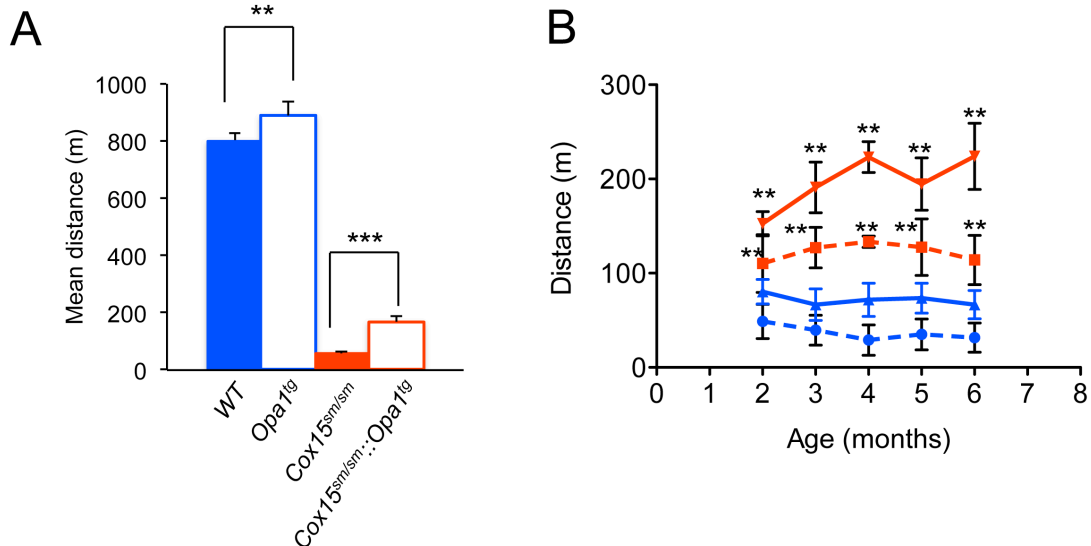 A
**
***
Mean distance (m)
1000
800
600
400
200
0
WT
Opa1tg
Cox15sm/sm
Cox15sm/sm::Opa1tg
B
Distance (m)
300
200
100
0
**
**
**
**
**
**
**
**
**
**
0 1 2 3 4 5 6 7 8
Age (months)